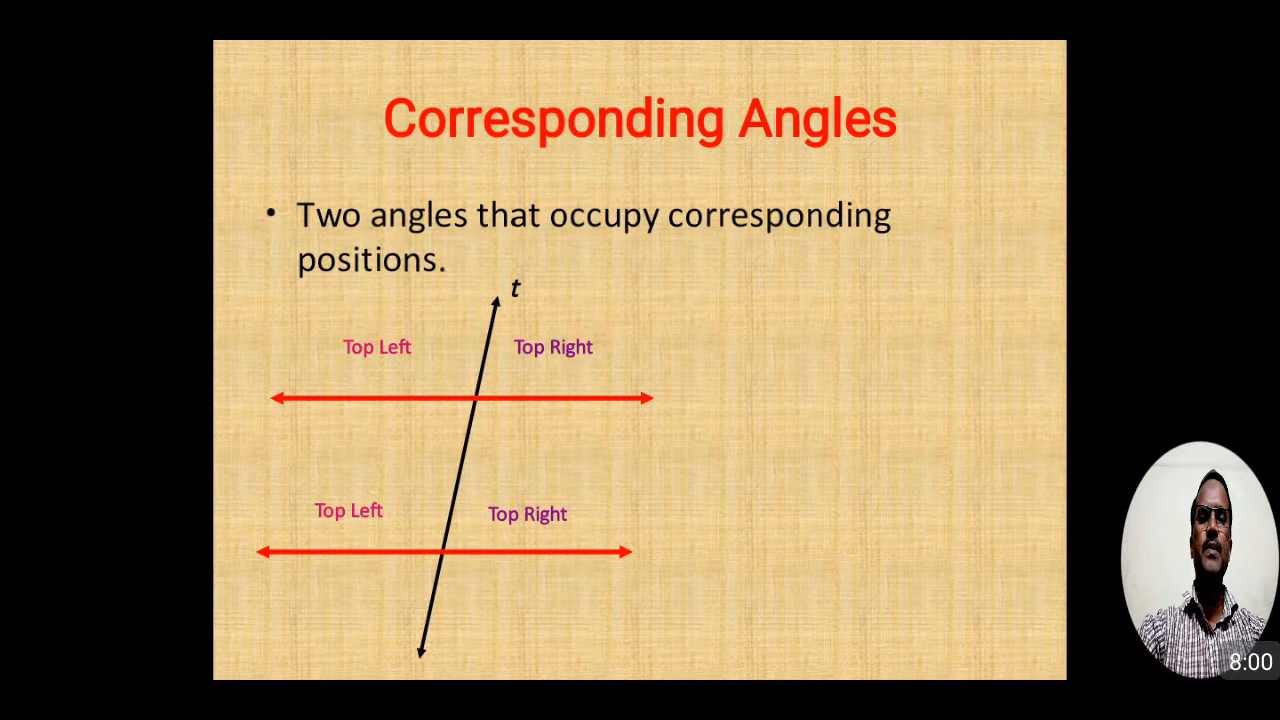 Corresponding Angles
• Two angles that occupy corresponding
positions.
t
Top Left Top Right
Top Left Top Right
8:00